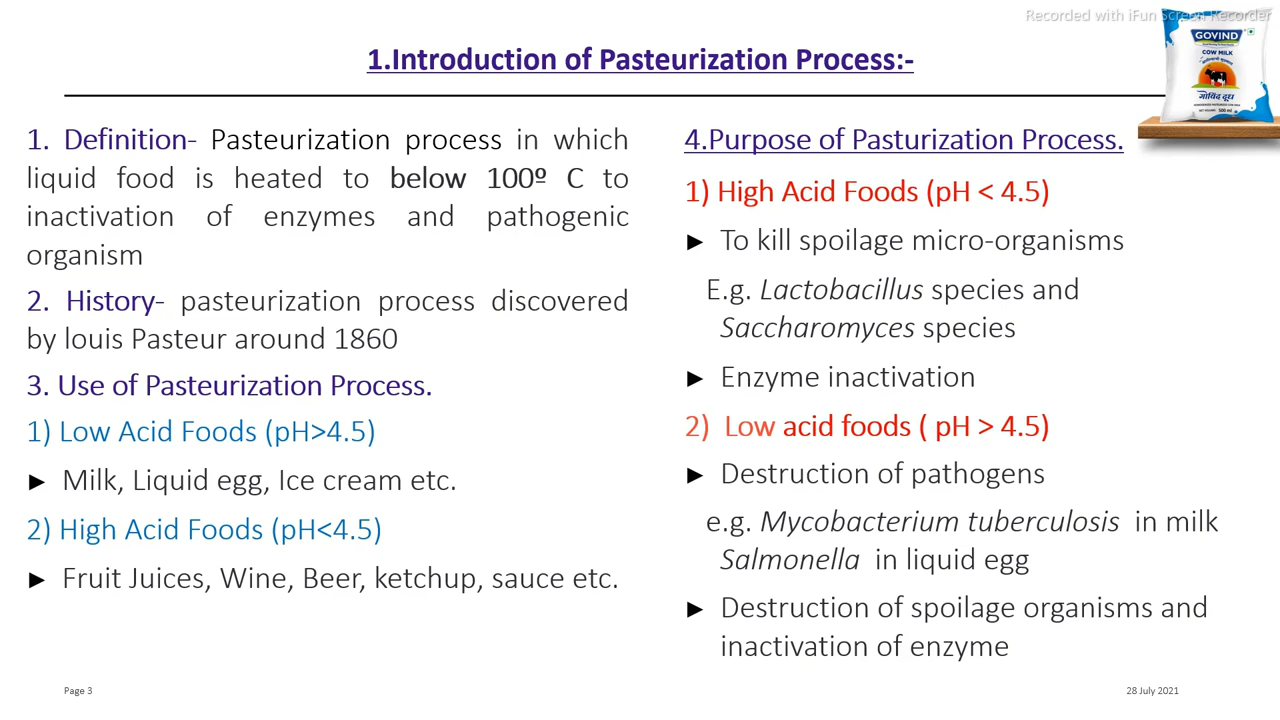 Recorded with iFun Screen Recorder
1.Introduction of Pasteurization Process:-
GOVIND
COW MILK
गोविंद दूध
1. Definition- Pasteurization process in which
liquid food is heated to below 100º C to
inactivation of enzymes and pathogenic
organism
2. History- pasteurization process discovered
by louis Pasteur around 1860
3. Use of Pasteurization Process.
1) Low Acid Foods (pH>4.5)
► Milk, Liquid egg, Ice cream etc.
2) High Acid Foods (pH<4.5)
► Fruit Juices, Wine, Beer, ketchup, sauce etc.
4.Purpose of Pasturization Process.
1) High Acid Foods (pH < 4.5)
► To kill spoilage micro-organisms
E.g. Lactobacillus species and
Saccharomyces species
► Enzyme inactivation
2) Low acid foods ( pH > 4.5)
► Destruction of pathogens
e.g. Mycobacterium tuberculosis in milk
Salmonella in liquid egg
► Destruction of spoilage organisms and
inactivation of enzyme
Page 3
28 July 2021